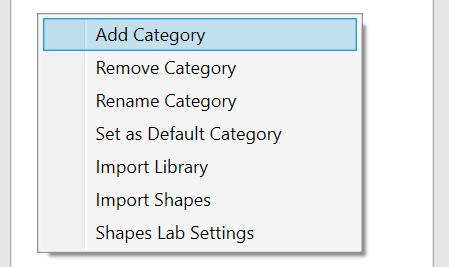 Add Category
Remove Category
Rename Category
Set as Default Category
Import Library
Import Shapes
Shapes Lab Settings